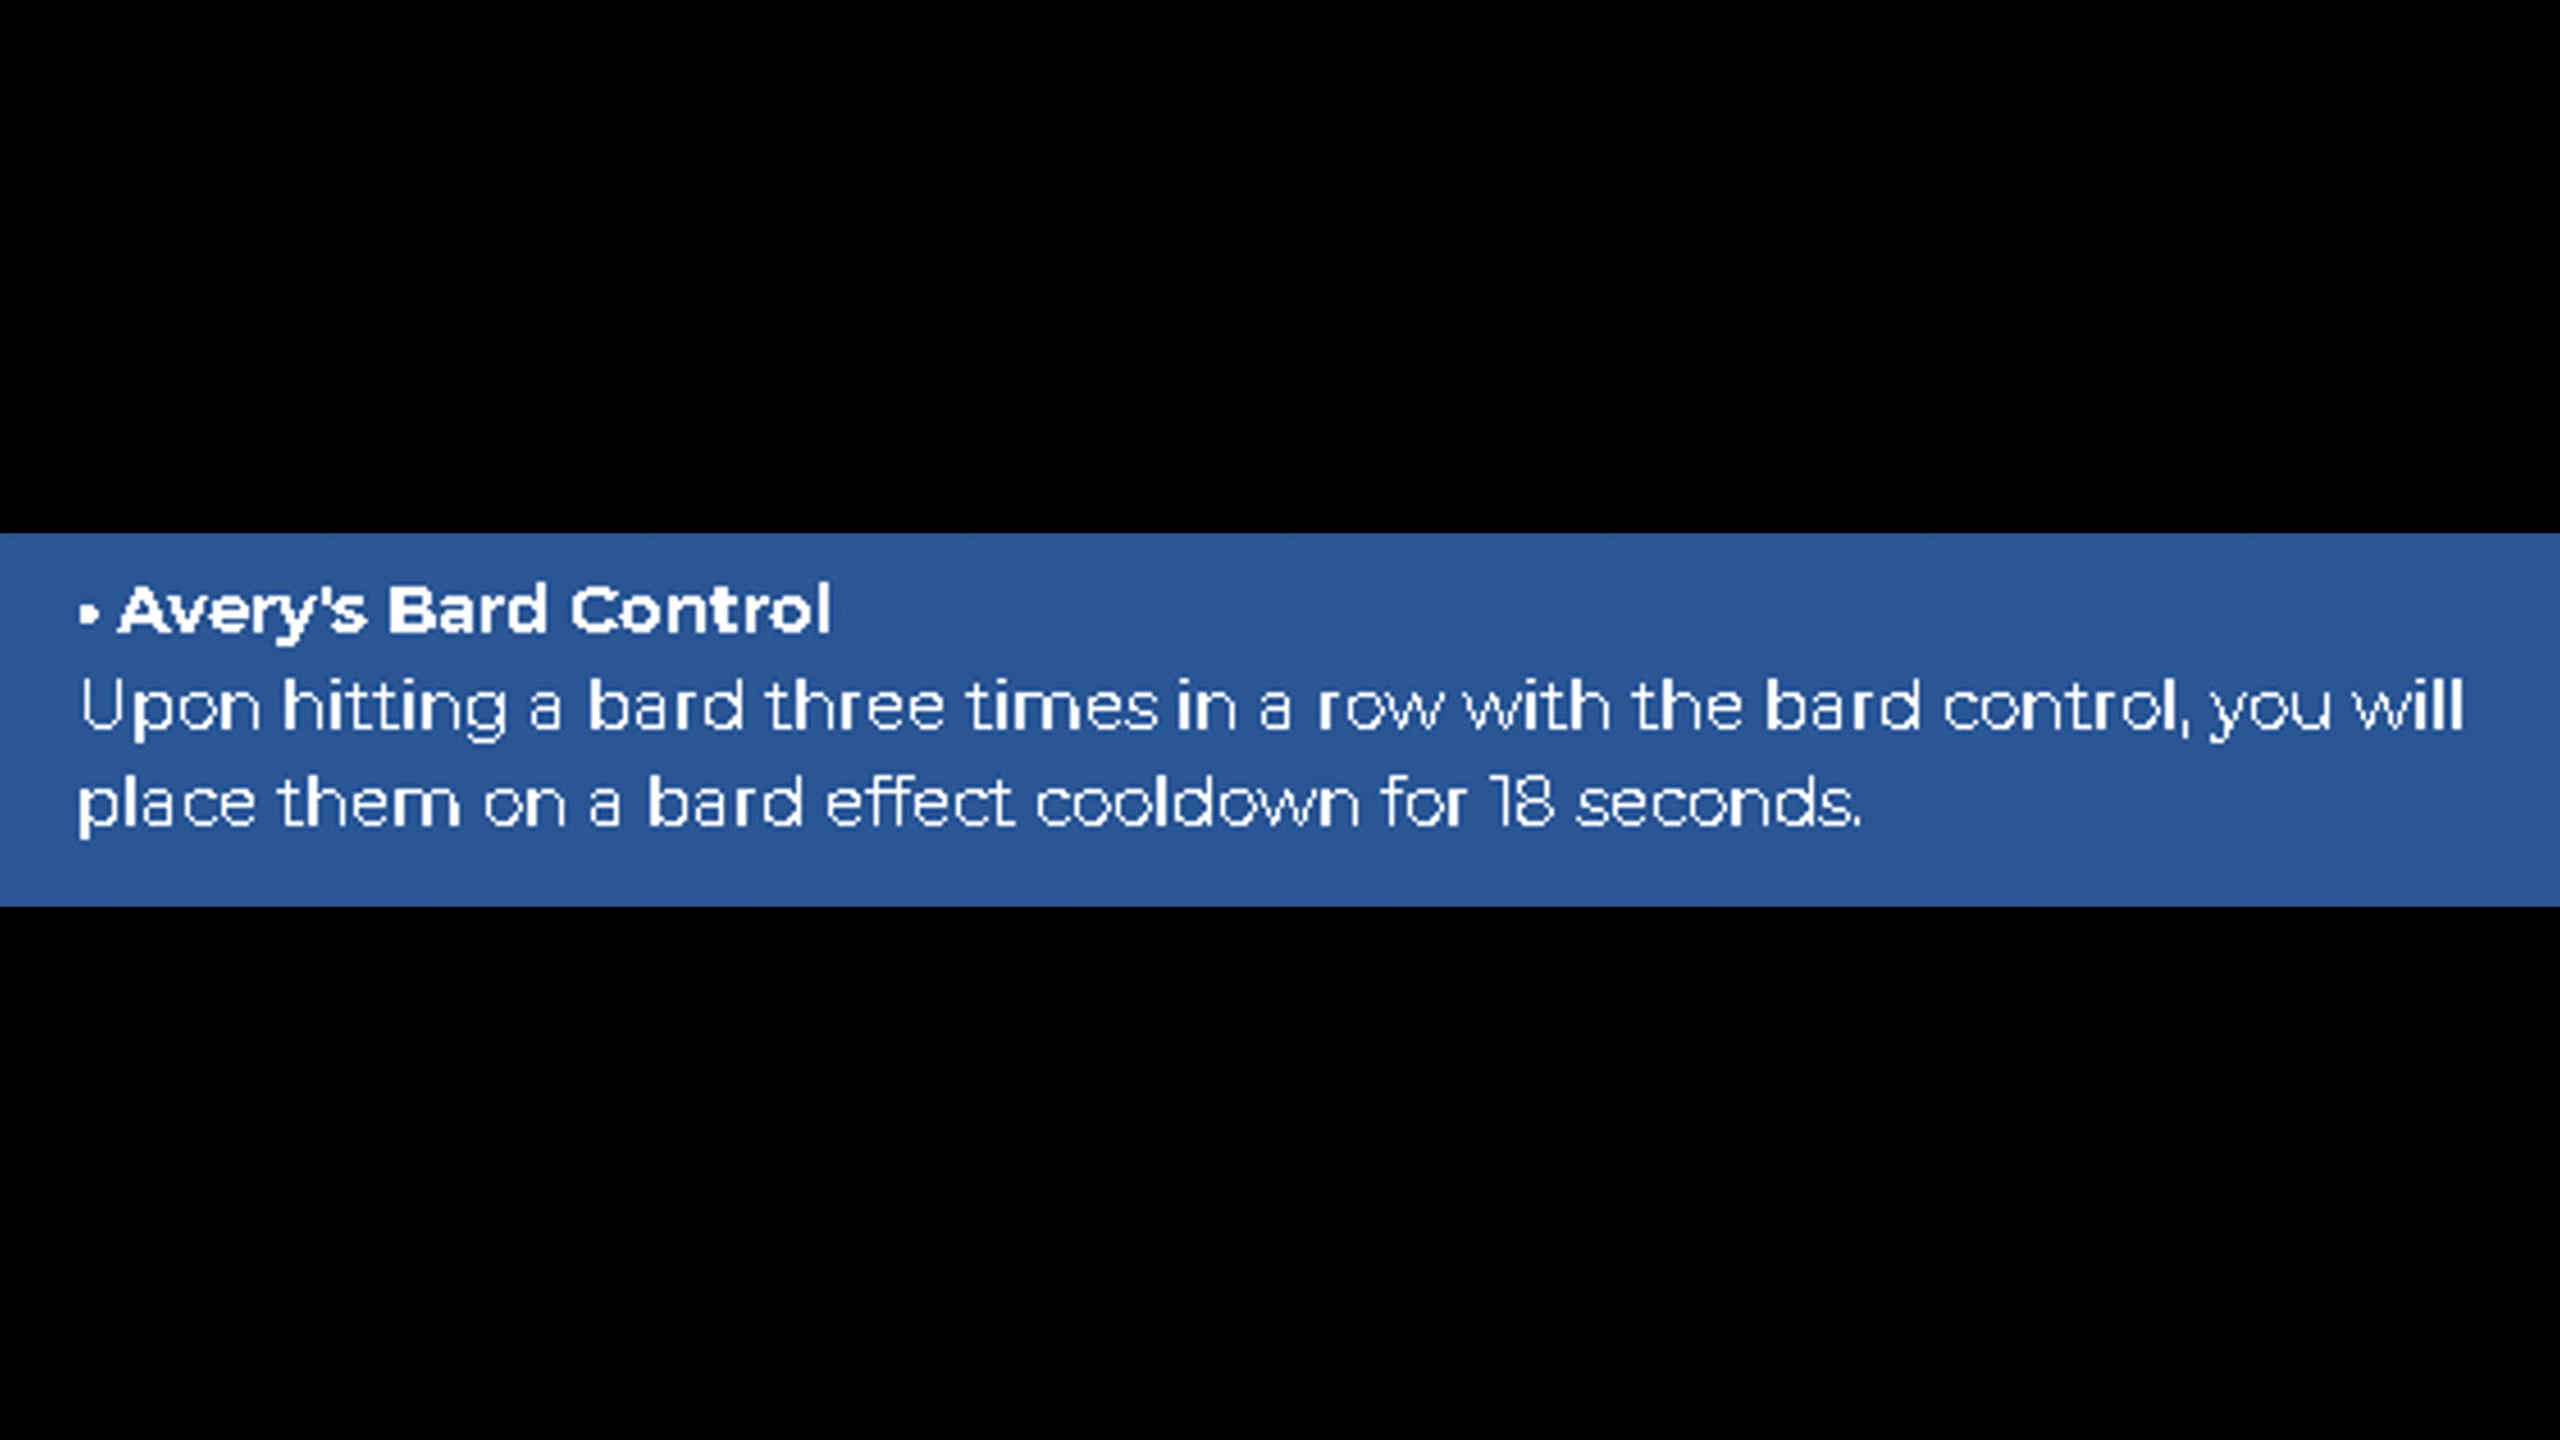 • Avery's Bard Control
Upon hitting a bard three times in a row with the bard control, you will
place them on a bard effect cooldown for 18 seconds.